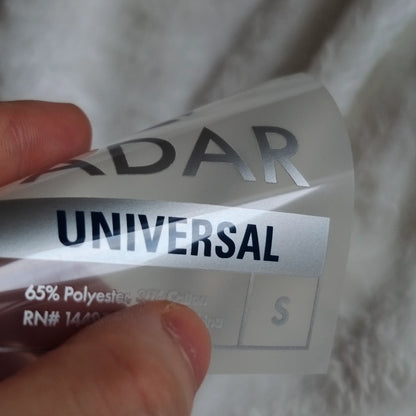 ADAR
UNIVERSAL
65% Polyester,
RN#
S